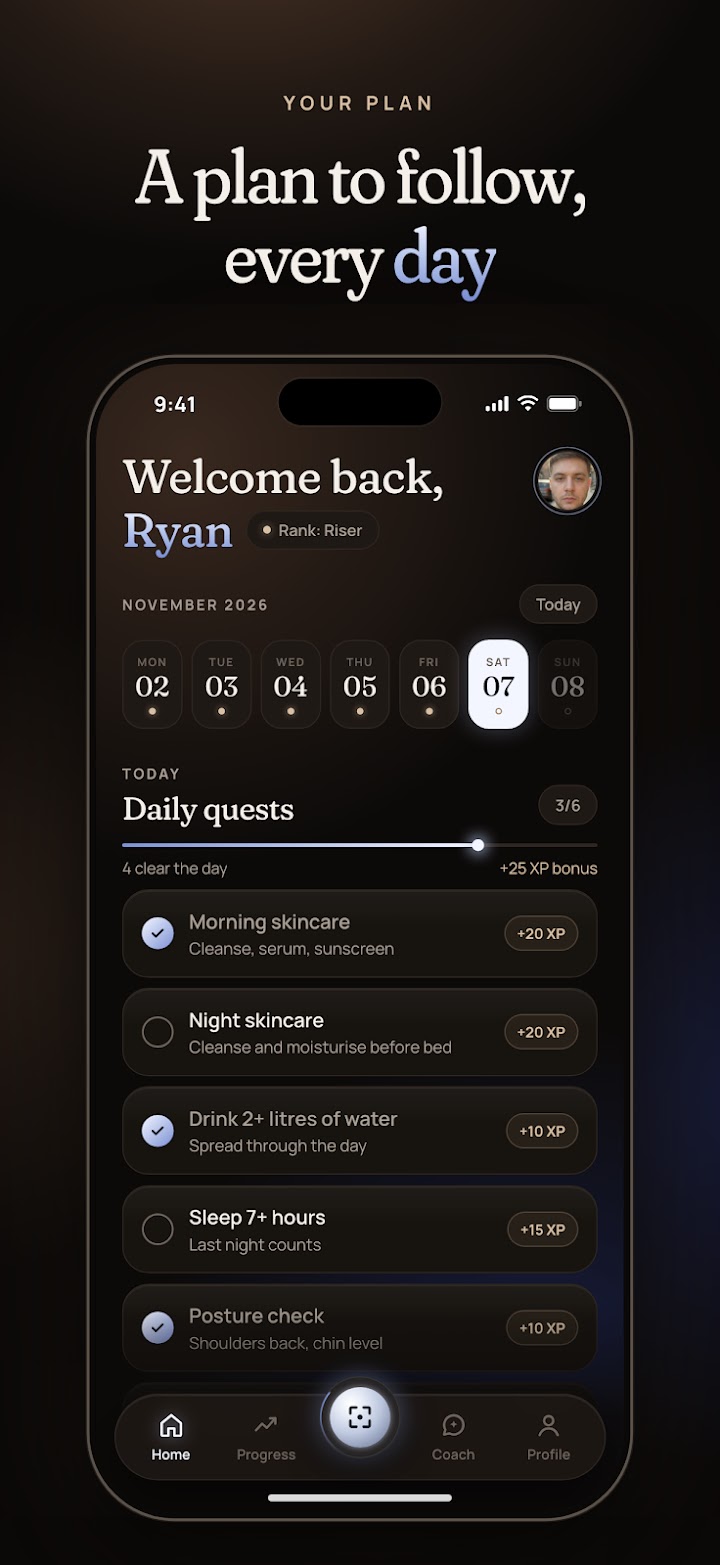 YOUR PLAN
A plan to follow,
every day
9:41
Welcome back,
Ryan
Rank: Riser
NOVEMBER 2026
Today
MON TUE WED THU FRI SAT SUN
02 03 04 05 06 07 08
TODAY
Daily quests
3/6
4 clear the day
+25 XP bonus
Morning skincare
Cleanse, serum, sunscreen
+20 XP
Night skincare
Cleanse and moisturise before bed
+20 XP
Drink 2+ litres of water
Spread through the day
+10 XP
Sleep 7+ hours
Last night counts
+15 XP
Posture check
Shoulders back, chin level
+10 XP
Home
Progress
Coach
Profile